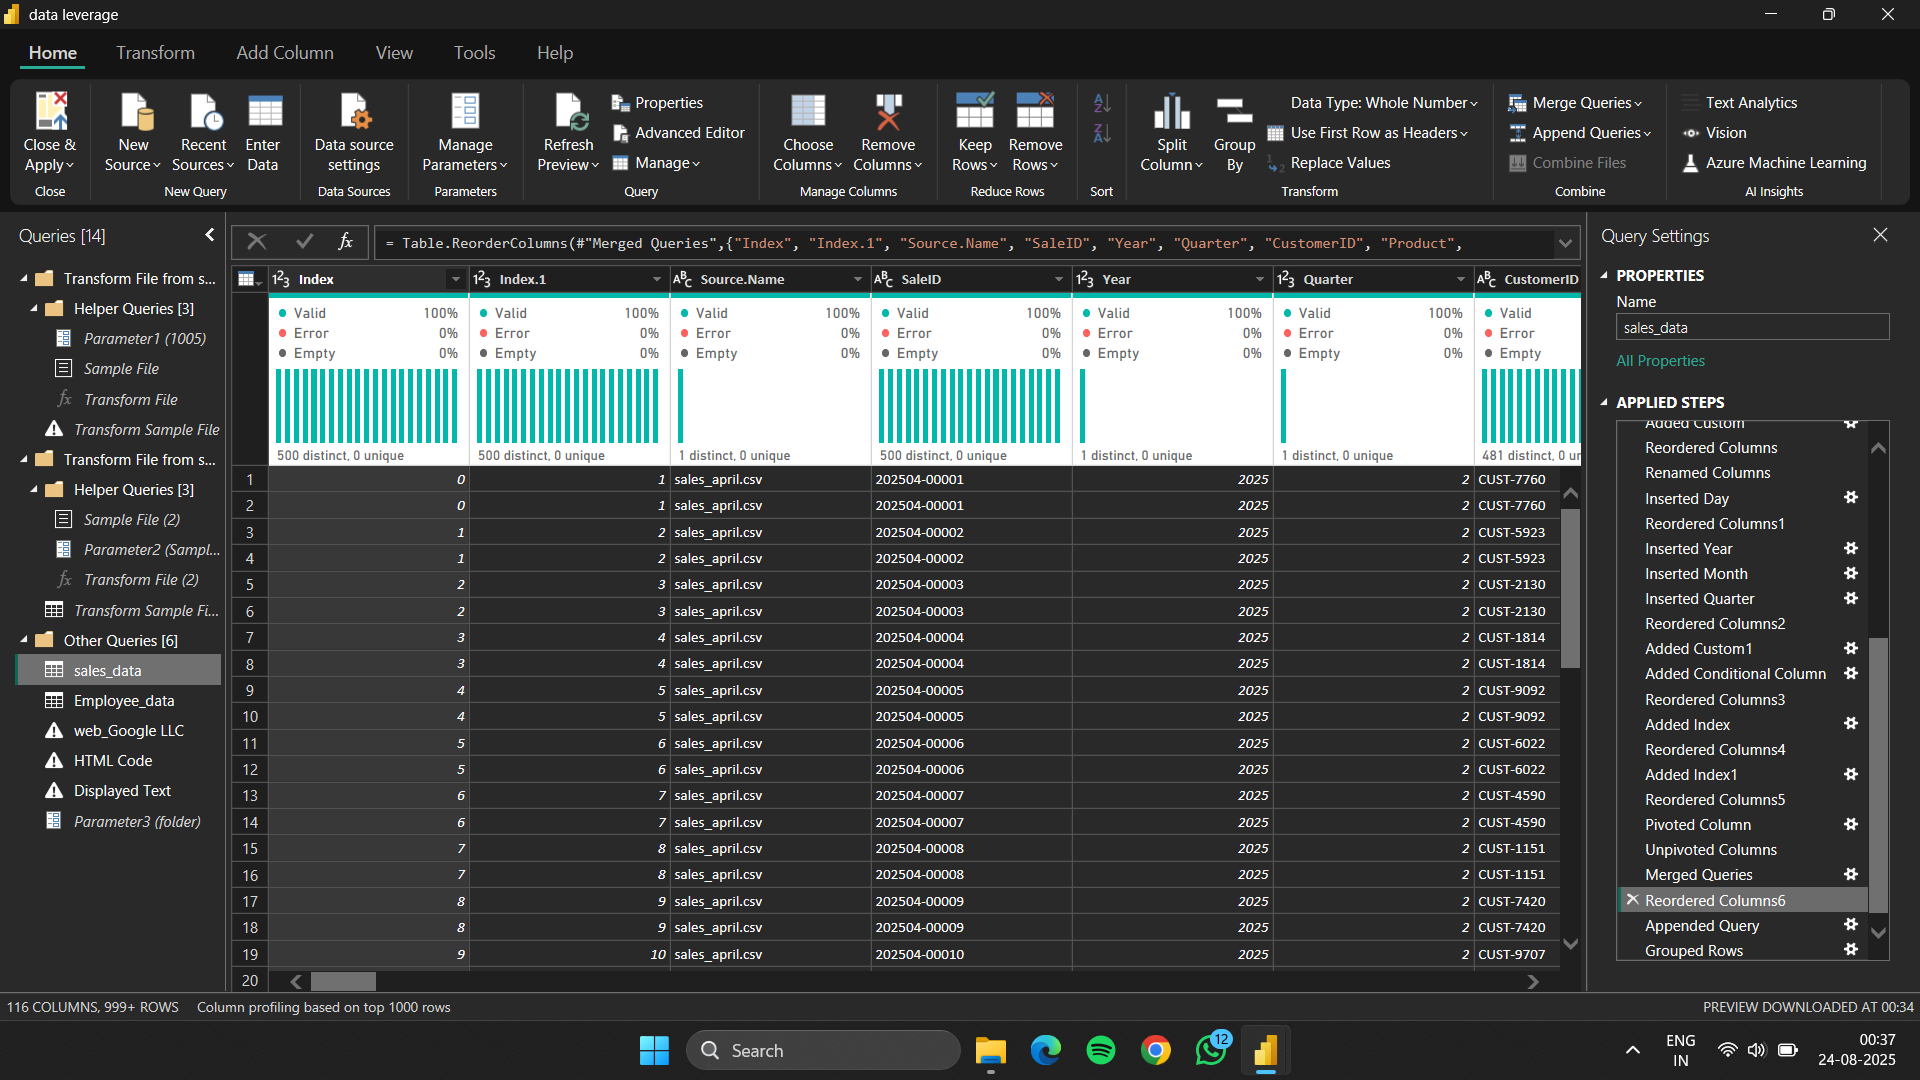 data leverage
Home Transform Add Column View Tools Help
Close & Apply
Close
New Source
Recent Sources
Enter Data
New Query
Data source settings
Data Sources
Manage Parameters
Parameters
Refresh Preview
Properties
Advanced Editor
Manage
Query
Choose Columns
Remove Columns
Manage Columns
Keep Rows
Remove Rows
Reduce Rows
Sort
Split Column
Group By
Data Type: Whole Number
Use First Row as Headers
Replace Values
Transform
Merge Queries
Append Queries
Combine Files
Combine
Text Analytics
Vision
Azure Machine Learning
AI Insights
Queries [14]
Transform File from s...
Helper Queries [3]
Parameter1 (1005)
Sample File
fx Transform File
Transform Sample File
Transform File from s...
Helper Queries [3]
Sample File (2)
Parameter2 (Sampl...
fx Transform File (2)
Transform Sample Fi...
Other Queries [6]
sales_data
Employee_data
web_Google LLC
HTML Code
Displayed Text
Parameter3 (folder)
fx = Table.ReorderColumns(#"Merged Queries",{"Index", "Index.1", "Source.Name", "SaleID", "Year", "Quarter", "CustomerID", "Product",
123 Index 123 Index.1 ABC Source.Name ABC SaleID 123 Year 123 Quarter ABC CustomerID
Valid 100% Valid 100% Valid 100% Valid 100% Valid 100% Valid 100% Valid
Error 0% Error 0% Error 0% Error 0% Error 0% Error 0% Error
Empty 0% Empty 0% Empty 0% Empty 0% Empty 0% Empty 0% Empty
500 distinct, 0 unique 500 distinct, 0 unique 1 distinct, 0 unique 500 distinct, 0 unique 1 distinct, 0 unique 1 distinct, 0 unique 481 distinct, 0 ur
1 0 1 sales_april.csv 202504-00001 2025 2 CUST-7760
2 0 1 sales_april.csv 202504-00001 2025 2 CUST-7760
3 1 2 sales_april.csv 202504-00002 2025 2 CUST-5923
4 1 2 sales_april.csv 202504-00002 2025 2 CUST-5923
5 2 3 sales_april.csv 202504-00003 2025 2 CUST-2130
6 2 3 sales_april.csv 202504-00003 2025 2 CUST-2130
7 3 4 sales_april.csv 202504-00004 2025 2 CUST-1814
8 3 4 sales_april.csv 202504-00004 2025 2 CUST-1814
9 4 5 sales_april.csv 202504-00005 2025 2 CUST-9092
10 4 5 sales_april.csv 202504-00005 2025 2 CUST-9092
11 5 6 sales_april.csv 202504-00006 2025 2 CUST-6022
12 5 6 sales_april.csv 202504-00006 2025 2 CUST-6022
13 6 7 sales_april.csv 202504-00007 2025 2 CUST-4590
14 6 7 sales_april.csv 202504-00007 2025 2 CUST-4590
15 7 8 sales_april.csv 202504-00008 2025 2 CUST-1151
16 7 8 sales_april.csv 202504-00008 2025 2 CUST-1151
17 8 9 sales_april.csv 202504-00009 2025 2 CUST-7420
18 8 9 sales_april.csv 202504-00009 2025 2 CUST-7420
19 9 10 sales_april.csv 202504-00010 2025 2 CUST-9707
20
Query Settings
PROPERTIES
Name
sales_data
All Properties
APPLIED STEPS
Added Custom
Reordered Columns
Renamed Columns
Inserted Day
Reordered Columns1
Inserted Year
Inserted Month
Inserted Quarter
Reordered Columns2
Added Custom1
Added Conditional Column
Reordered Columns3
Added Index
Reordered Columns4
Added Index1
Reordered Columns5
Pivoted Column
Unpivoted Columns
Merged Queries
Reordered Columns6
Appended Query
Grouped Rows
116 COLUMNS, 999+ ROWS Column profiling based on top 1000 rows PREVIEW DOWNLOADED AT 00:34
Search
12
ENG
IN
00:37
24-08-2025